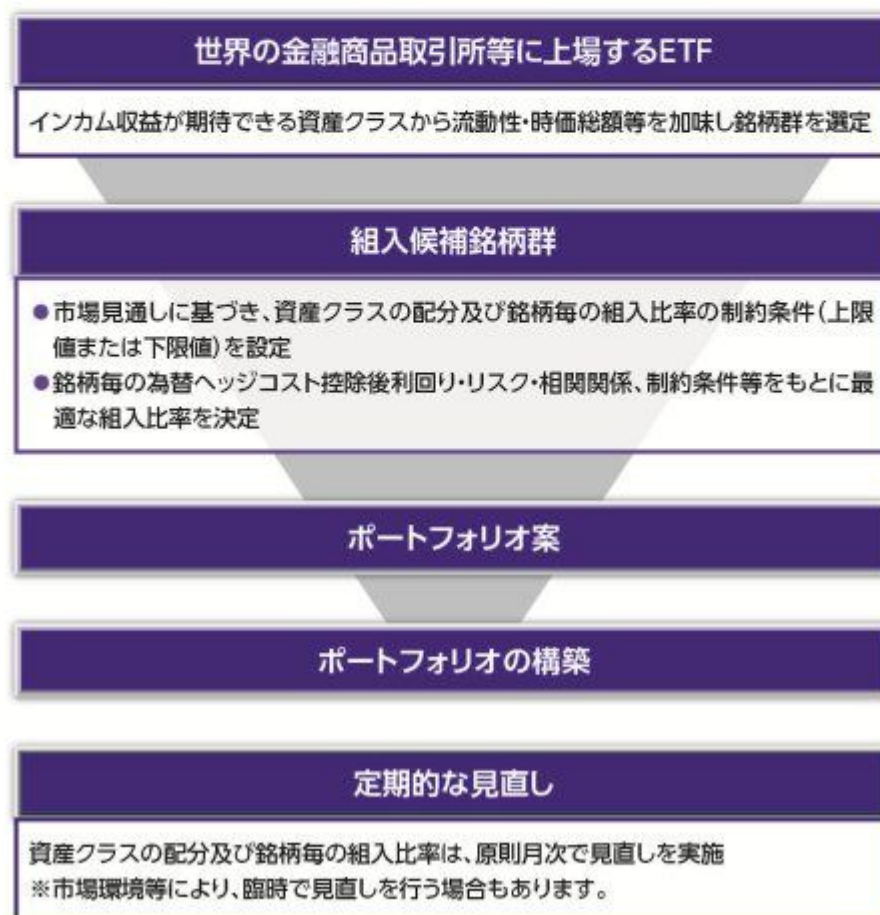 世界の金融商品取引所等に上場するETF
インカム収益が期待できる資産クラスから流動性・時価総額等を加味し銘柄群を選定
組入候補銘柄群
●市場見通しに基づき、資産クラスの配分及び銘柄毎の組入比率の制約条件(上限
値または下限値)を設定
●銘柄毎の為替ヘッジコスト控除後利回り・リスク・相関関係、制約条件等をもとに最
適な組入比率を決定
ポートフォリオ案
ポートフォリオの構築
定期的な見直し
資産クラスの配分及び銘柄毎の組入比率は、原則月次で見直しを実施
※市場環境等により、臨時で見直しを行う場合もあります。